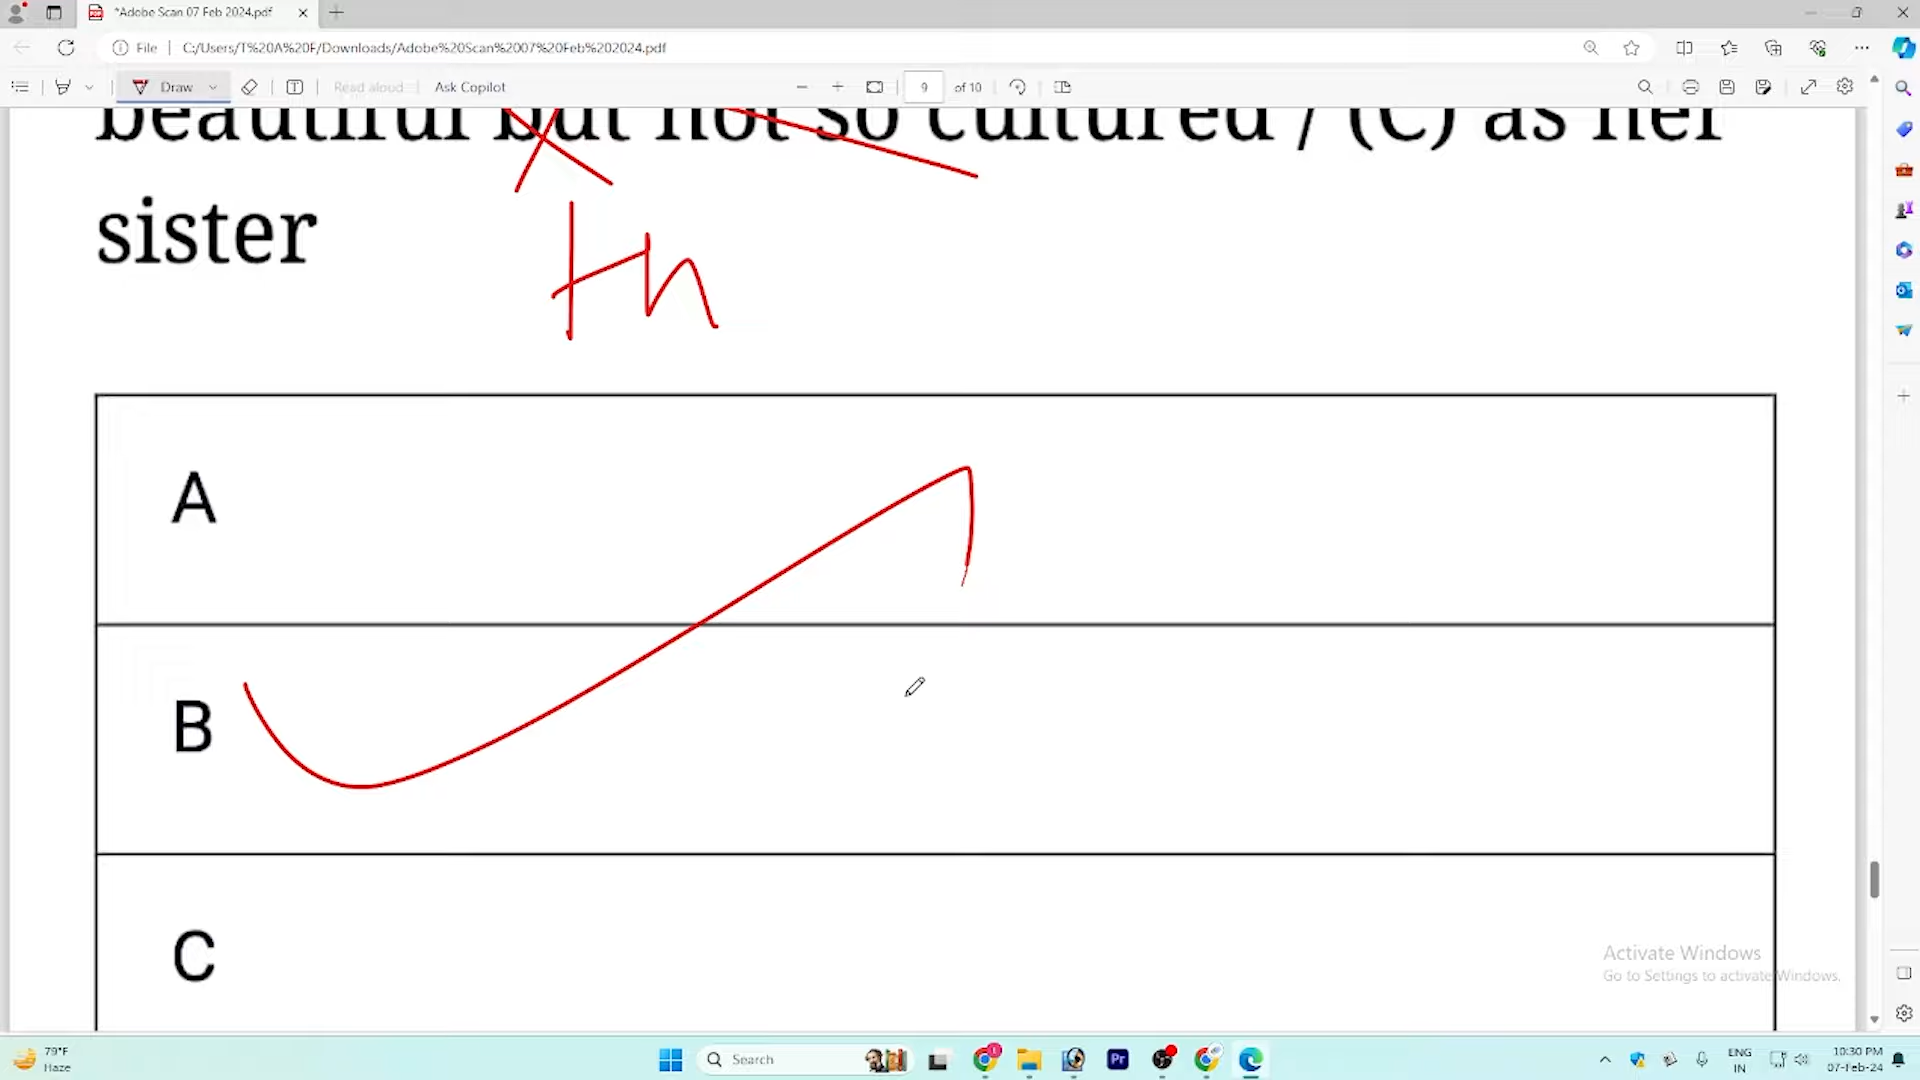 *Adobe Scan 07 Feb 2024.pdf
File C:/Users/T%20A%20F/Downloads/Adobe%20Scan%2007%20Feb%202024.pdf
Draw Read aloud Ask Copilot 9 of 10
beautiful but not so cultured / (C) as her
sister
A
B
C
Activate Windows
Go to Settings to activate Windows.
79°F
Haze
Search
Pr
ENG
IN
10:30 PM
07-Feb-24